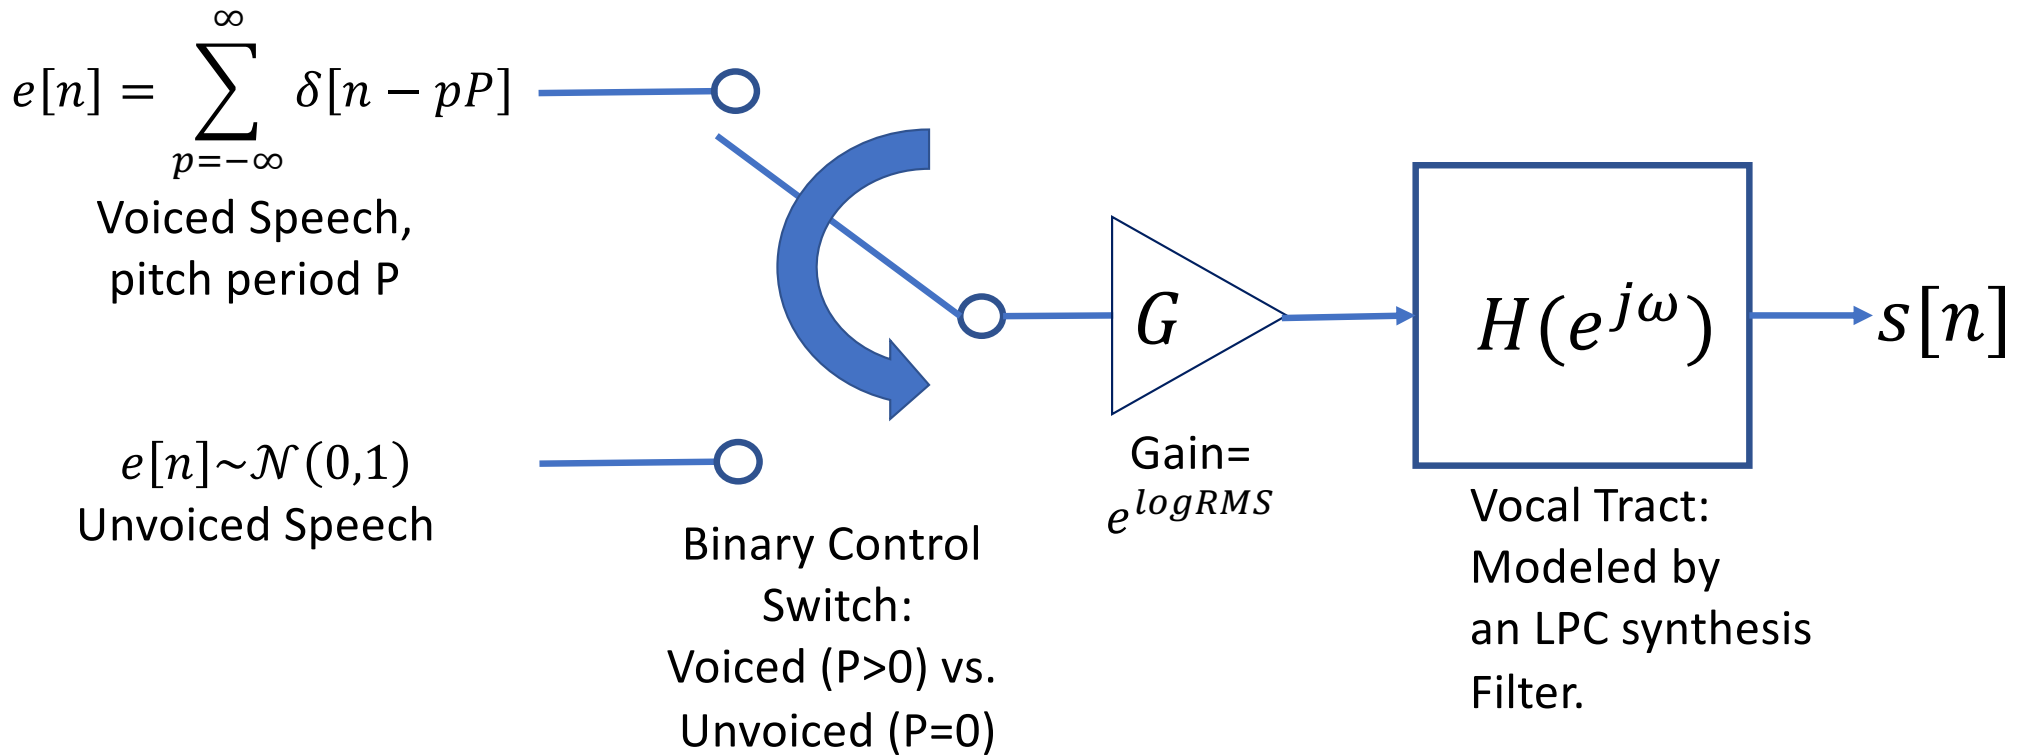 e[n] = ∑_{p=−∞}^{∞} δ[n − pP]
Voiced Speech,
pitch period P
e[n]~𝒩(0,1)
Unvoiced Speech
Binary Control
Switch:
Voiced (P>0) vs.
Unvoiced (P=0)
G
Gain=
e^{logRMS}
H(e^{jω})
Vocal Tract:
Modeled by
an LPC synthesis
Filter.
s[n]